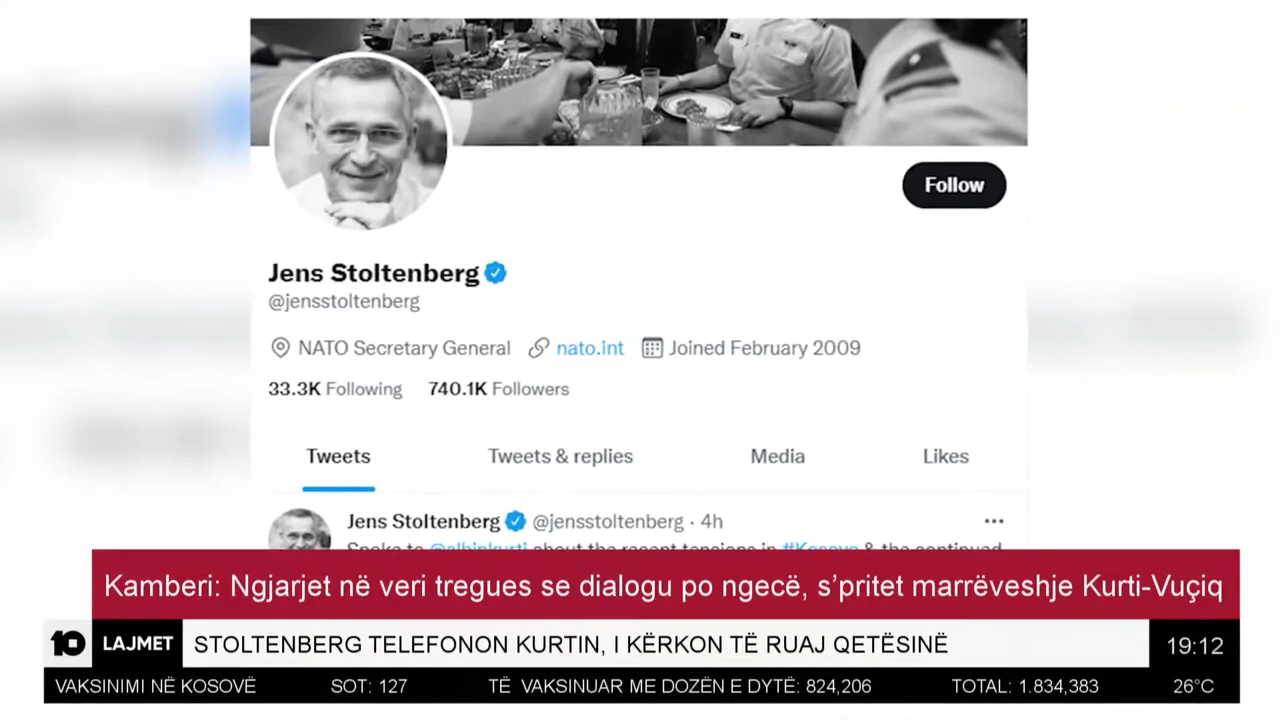 Follow
Jens Stoltenberg
@jensstoltenberg
NATO Secretary General nato.int Joined February 2009
33.3K Following 740.1K Followers
Tweets Tweets & replies Media Likes
Jens Stoltenberg @jensstoltenberg · 4h
Spoke to @albinkurti about the recent tensions in #Kosovo & the continued
Kamberi: Ngjarjet në veri tregues se dialogu po ngecë, s’pritet marrëveshje Kurti-Vuçiq
10 LAJMET STOLTENBERG TELEFONON KURTIN, I KËRKON TË RUAJ QETËSINË 19:12
VAKSINIMI NË KOSOVË SOT: 127 TË VAKSINUAR ME DOZËN E DYTË: 824,206 TOTAL: 1.834,383 26°C